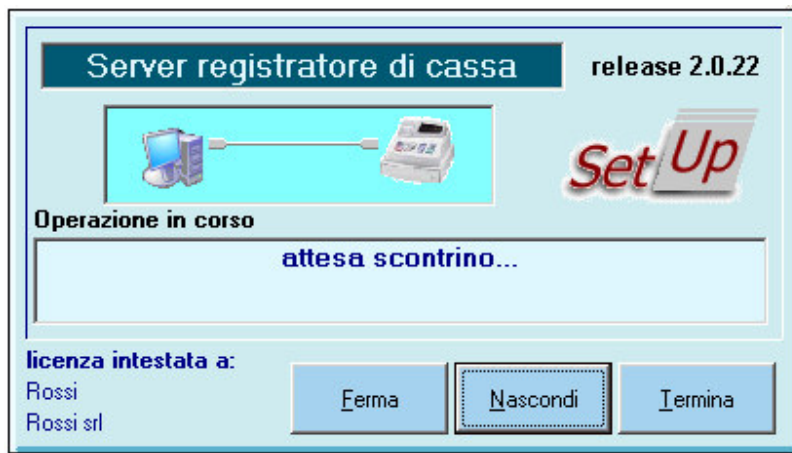 Server registratore di cassa
release 2.0.22
Set Up
Operazione in corso
attesa scontrino...
licenza intestata a:
Rossi
Rossi srl
Ferma
Nascondi
Termina